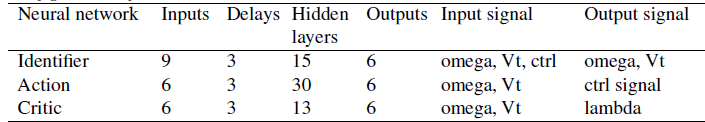 Neural network Inputs Delays Hidden layers Outputs Input signal Output signal
Identifier 9 3 15 6 omega, Vt, ctrl omega, Vt
Action 6 3 30 6 omega, Vt ctrl signal
Critic 6 3 13 6 omega, Vt lambda